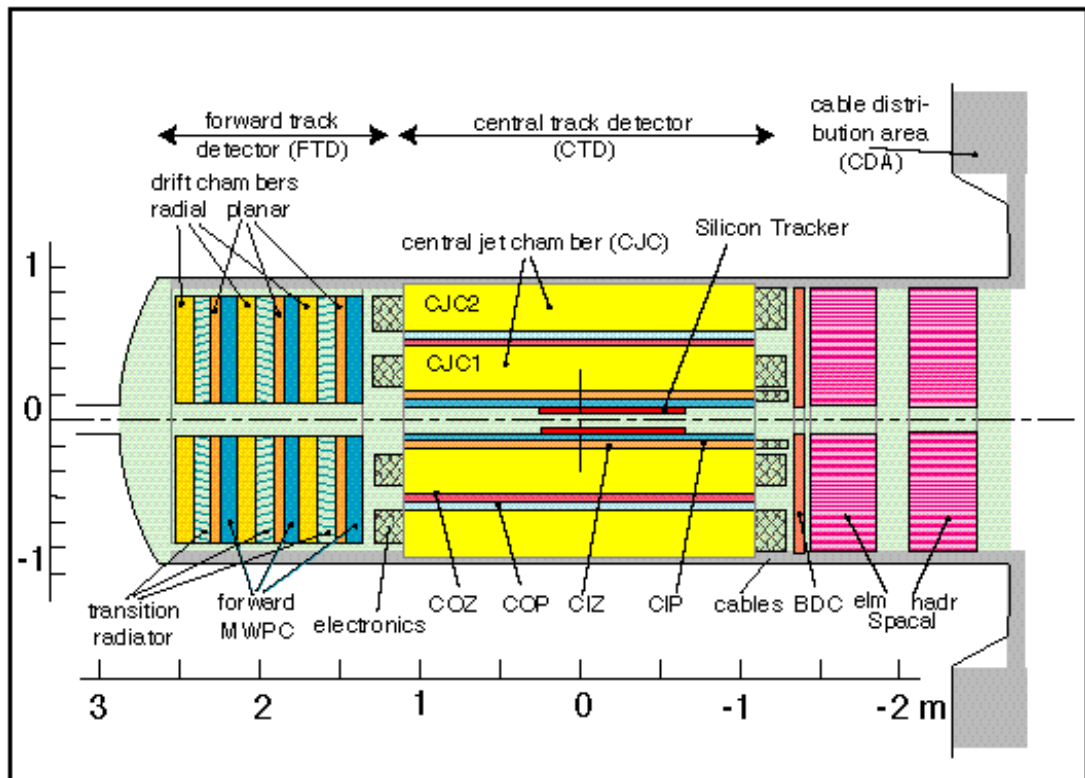 forward track
detector (FTD)
central track detector
(CTD)
cable distri-
bution area
(CDA)
drift chambers
radial planar
central jet chamber (CJC)
Silicon Tracker
1
CJC2
CJC1
0
-1
transition
radiator
forward
MWPC
electronics
COZ
COP
CIZ
CIP
cables
BDC
elm hadr
Spacal
3 2 1 0 -1 -2 m